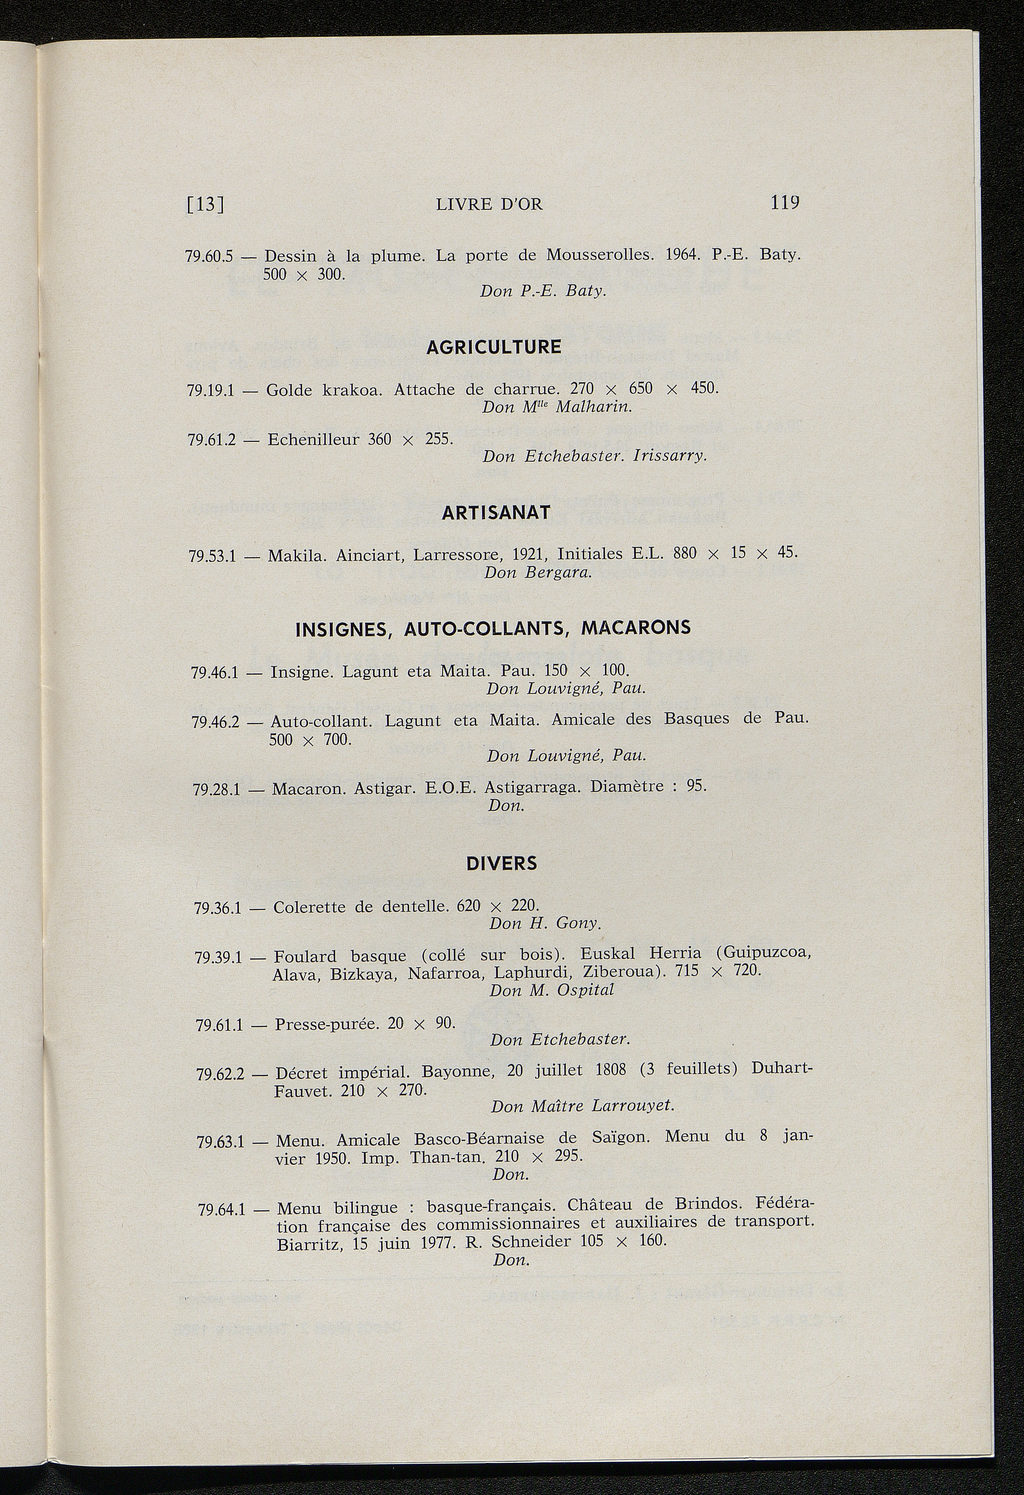 [13] LIVRE D'OR 119
79.60.5 — Dessin à la plume. La porte de Mousserolles. 1964. P.-E. Baty.
500 × 300.
Don P.-E. Baty.
AGRICULTURE
79.19.1 — Golde krakoa. Attache de charrue. 270 × 650 × 450.
Don Mlle Malharin.
79.61.2 — Echenilleur 360 × 255.
Don Etchebaster. Irissarry.
ARTISANAT
79.53.1 — Makila. Ainciart, Larressore, 1921, Initiales E.L. 880 × 15 × 45.
Don Bergara.
INSIGNES, AUTO-COLLANTS, MACARONS
79.46.1 — Insigne. Lagunt eta Maita. Pau. 150 × 100.
Don Louvigné, Pau.
79.46.2 — Auto-collant. Lagunt eta Maita. Amicale des Basques de Pau.
500 × 700.
Don Louvigné, Pau.
79.28.1 — Macaron. Astigar. E.O.E. Astigarraga. Diamètre : 95.
Don.
DIVERS
79.36.1 — Colerette de dentelle. 620 × 220.
Don H. Gony.
79.39.1 — Foulard basque (collé sur bois). Euskal Herria (Guipuzcoa,
Alava, Bizkaya, Nafarroa, Laphurdi, Ziberoua). 715 × 720.
Don M. Ospital
79.61.1 — Presse-purée. 20 × 90.
Don Etchebaster.
79.62.2 — Décret impérial. Bayonne, 20 juillet 1808 (3 feuillets) Duhart-
Fauvet. 210 × 270.
Don Maître Larrouyet.
79.63.1 — Menu. Amicale Basco-Béarnaise de Saïgon. Menu du 8 jan-
vier 1950. Imp. Than-tan. 210 × 295.
Don.
79.64.1 — Menu bilingue : basque-français. Château de Brindos. Fédéra-
tion française des commissionnaires et auxiliaires de transport.
Biarritz, 15 juin 1977. R. Schneider 105 × 160.
Don.